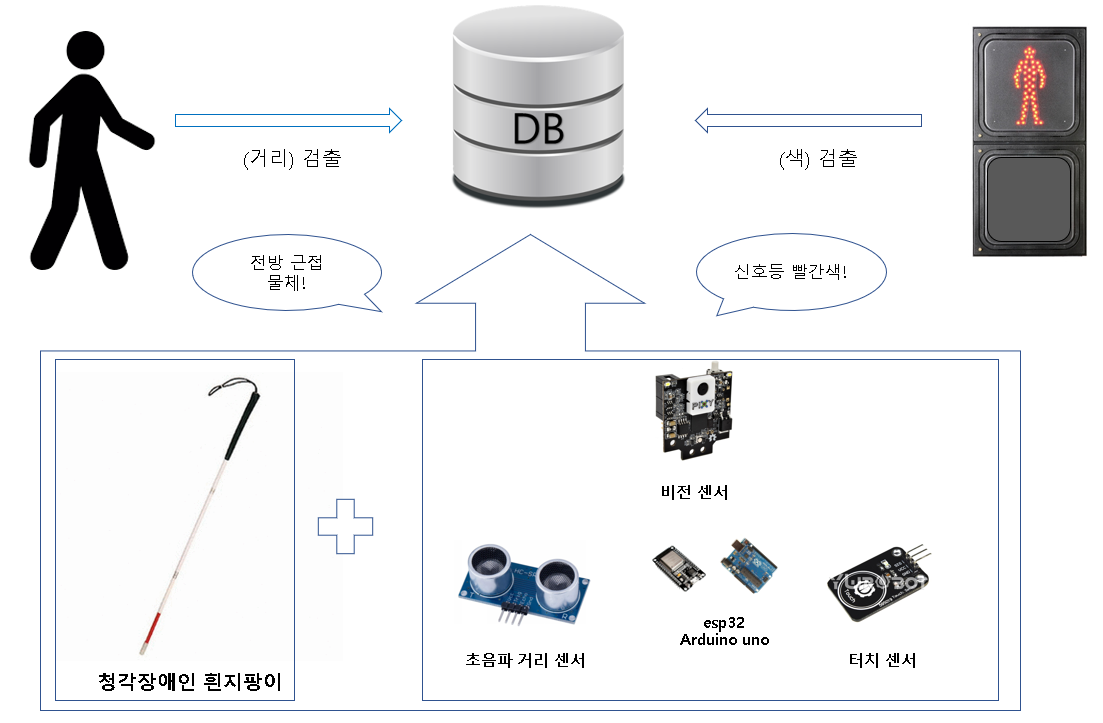 DB
(거리) 검출
(색) 검출
전방 근접
물체!
신호등 빨간색!
PIXY
비전 센서
HC-SR
T
R
esp32
Arduino uno
초음파 거리 센서
터치 센서
청각장애인 흰지팡이